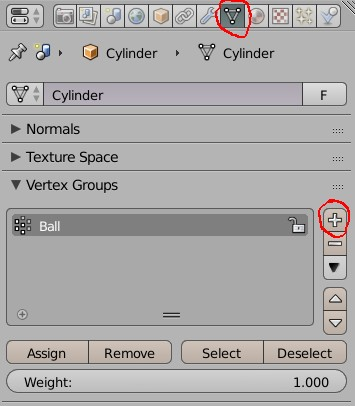 Cylinder Cylinder
Cylinder F
Normals
Texture Space
Vertex Groups
Ball
Assign Remove Select Deselect
Weight: 1.000